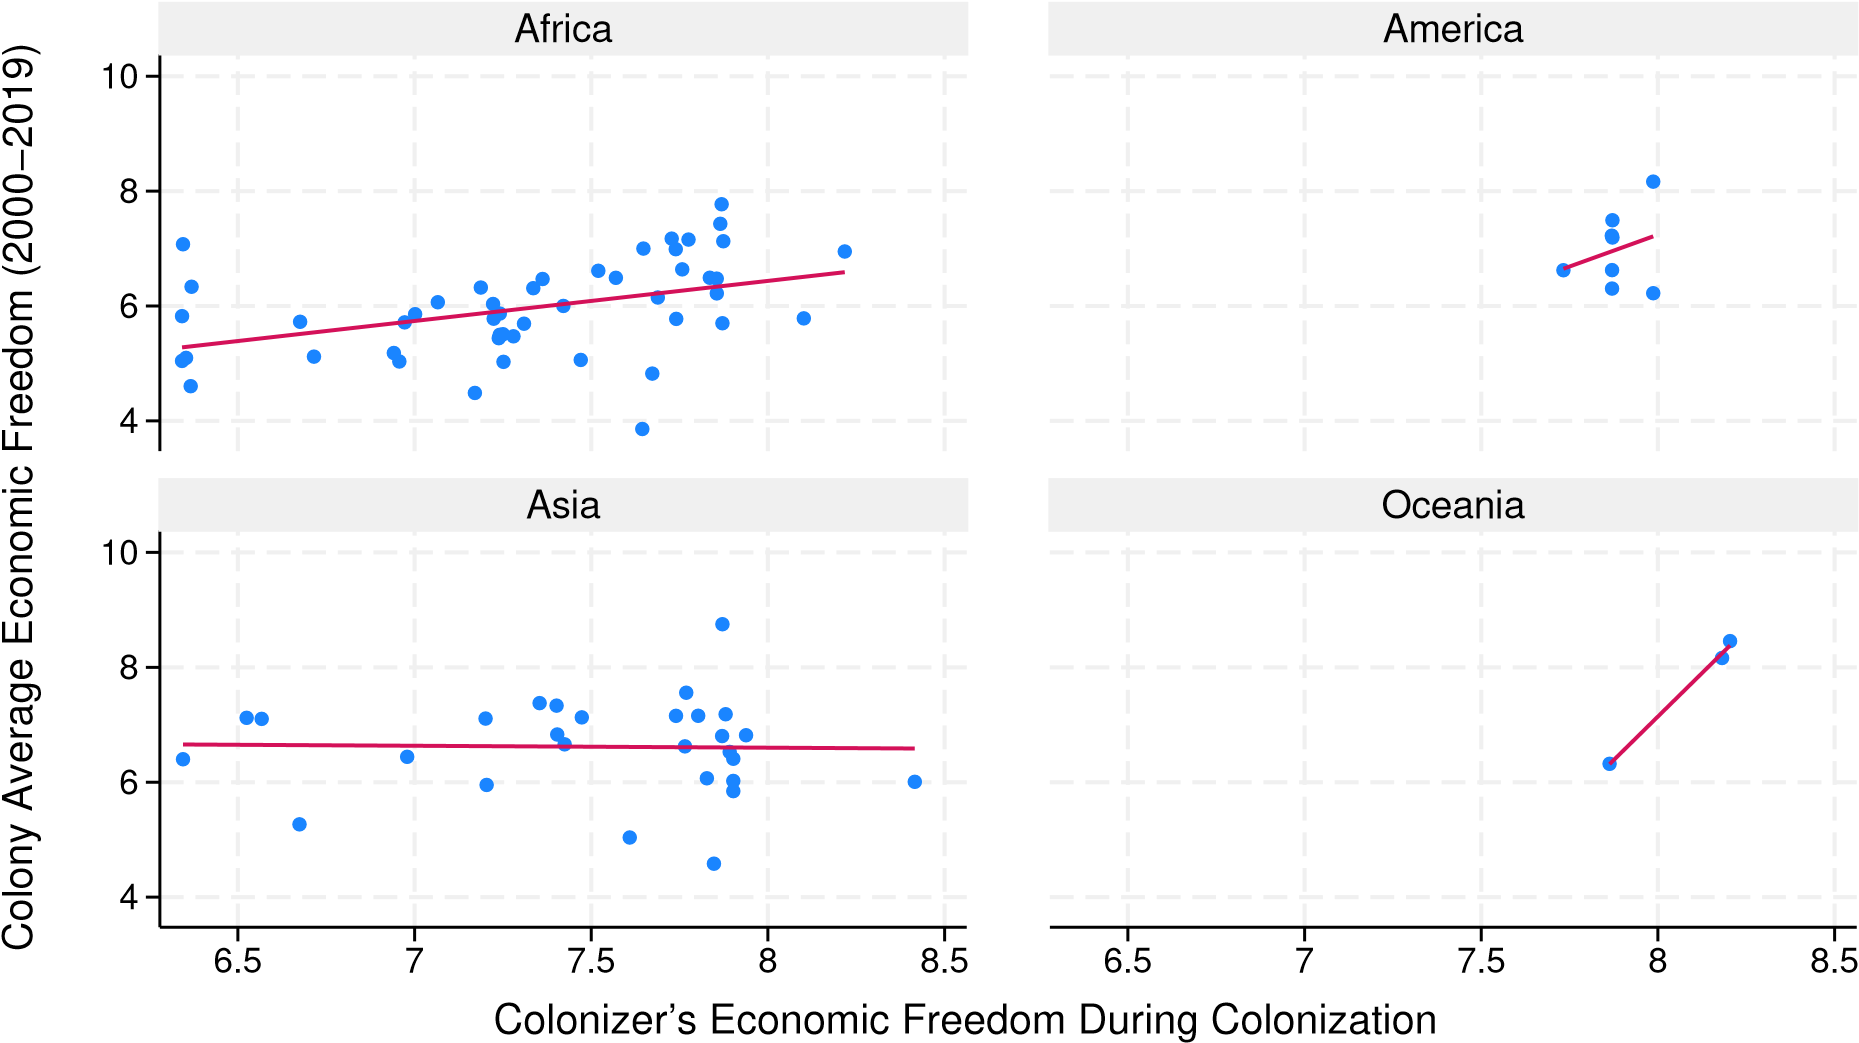 Colony Average Economic Freedom (2000–2019)
Africa
America
10
8
6
4
Asia
Oceania
10
8
6
4
6.5 7 7.5 8 8.5 6.5 7 7.5 8 8.5
Colonizer’s Economic Freedom During Colonization